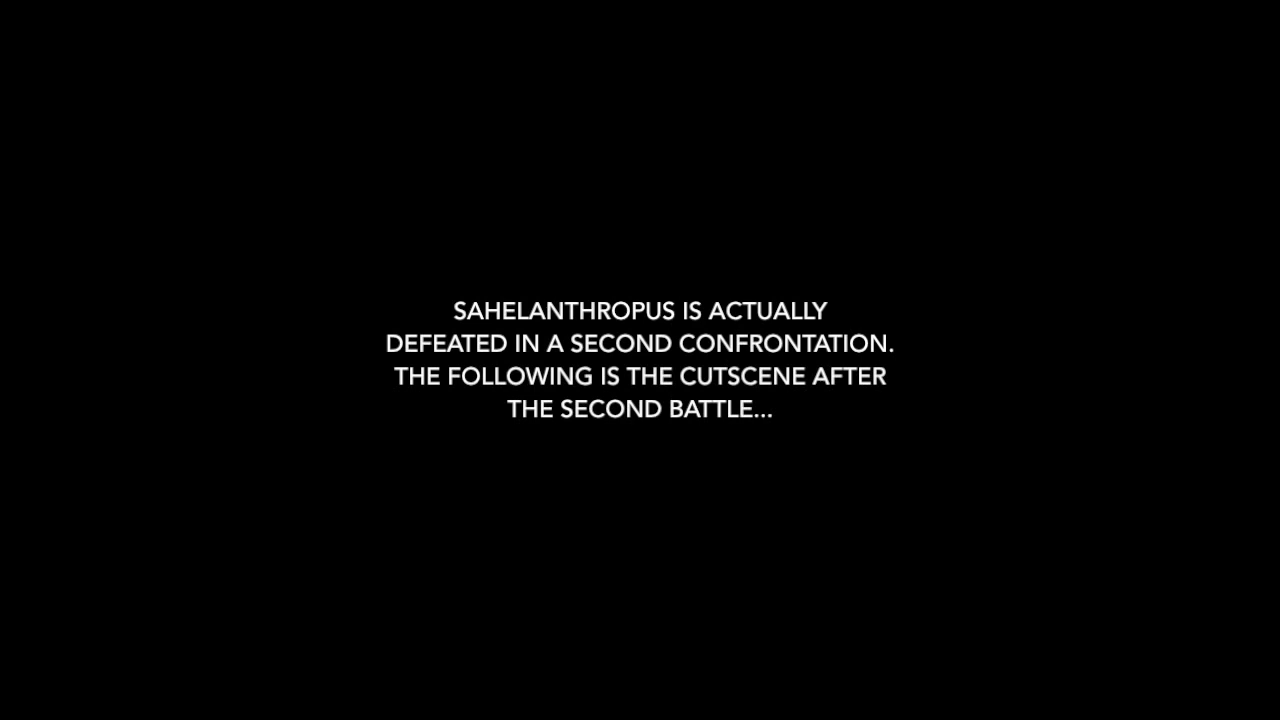 SAHELANTHROPUS IS ACTUALLY
DEFEATED IN A SECOND CONFRONTATION.
THE FOLLOWING IS THE CUTSCENE AFTER
THE SECOND BATTLE...